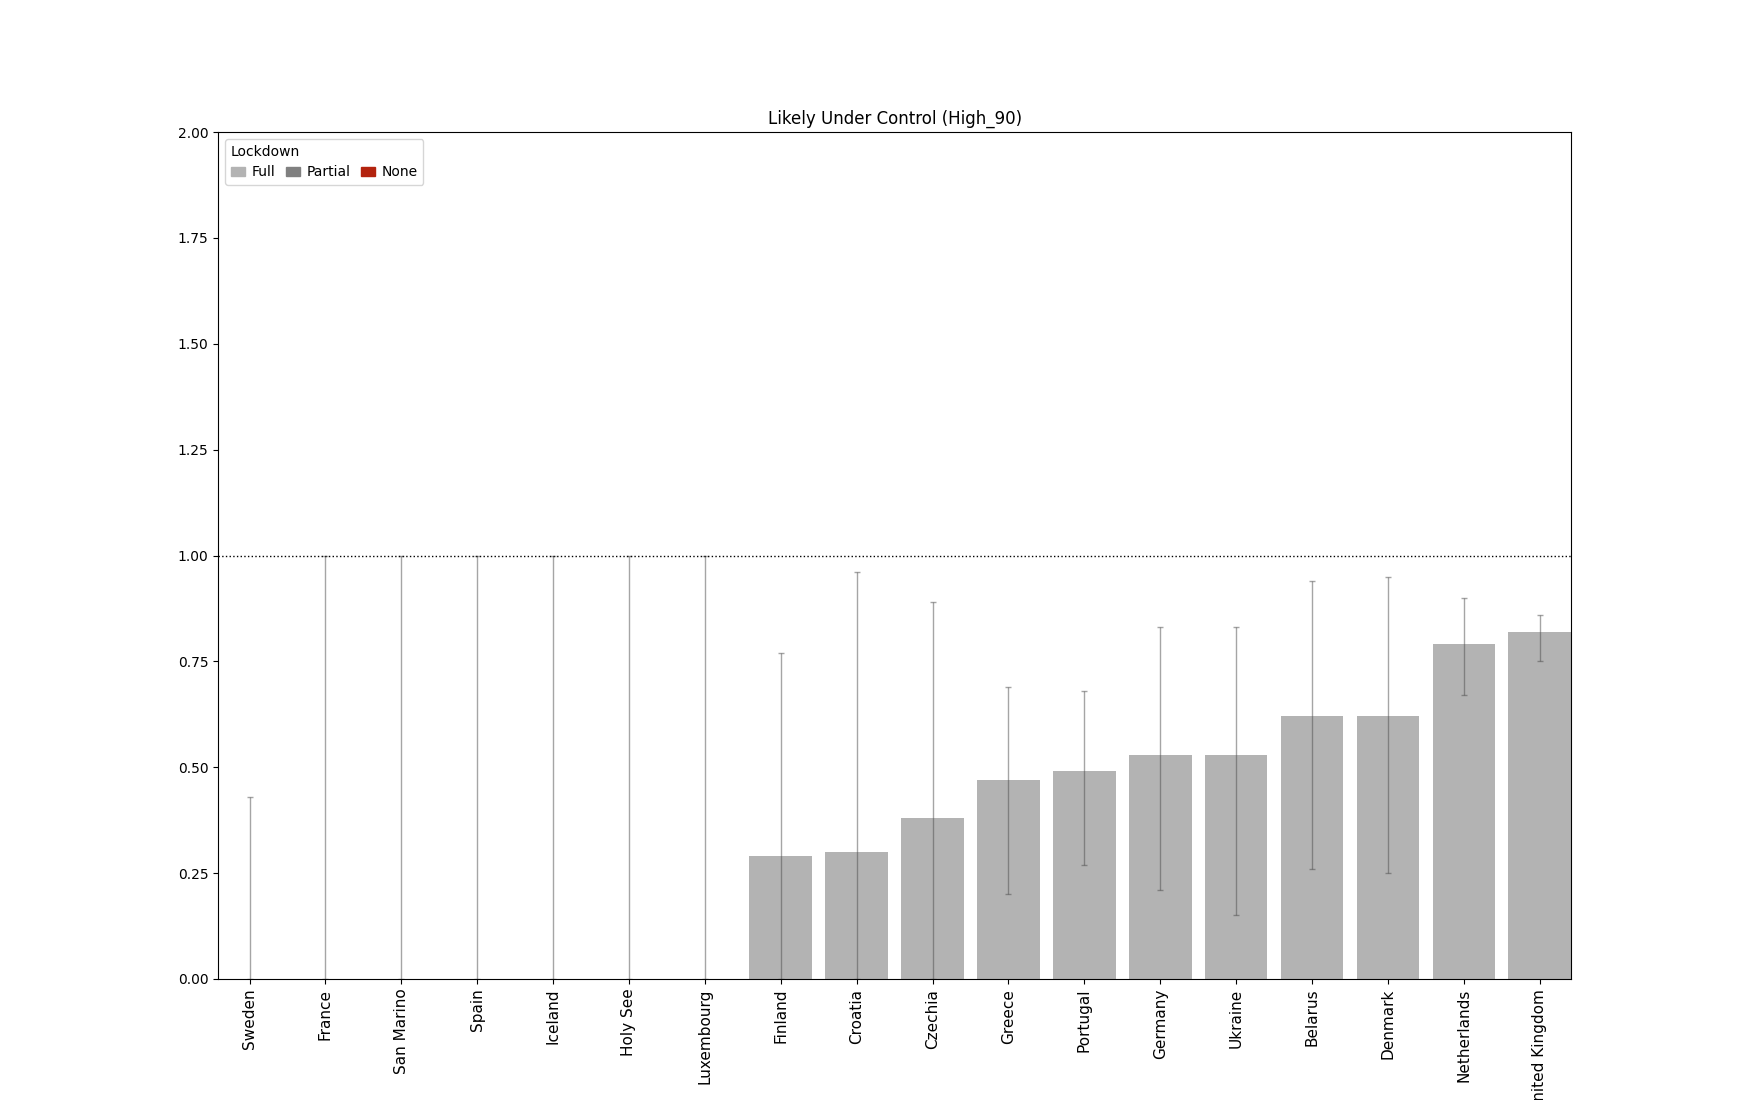 Likely Under Control (High_90)
2.00
Lockdown
Full Partial None
1.75
1.50
1.25
1.00
0.75
0.50
0.25
0.00
Sweden
France
San Marino
Spain
Iceland
Holy See
Luxembourg
Finland
Croatia
Czechia
Greece
Portugal
Germany
Ukraine
Belarus
Denmark
Netherlands
nited Kingdom